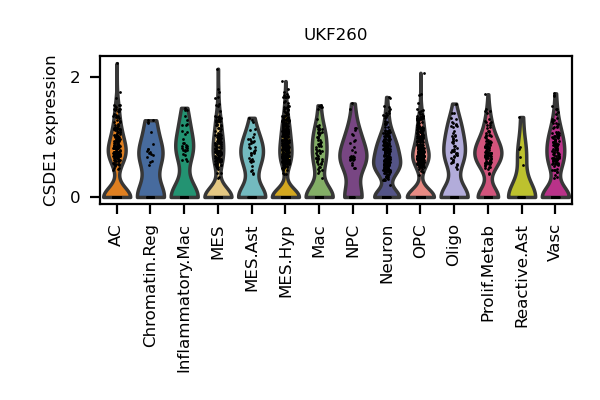 UKF260
CSDE1 expression
2
0
AC
Chromatin.Reg
Inflammatory.Mac
MES
MES.Ast
MES.Hyp
Mac
NPC
Neuron
OPC
Oligo
Prolif.Metab
Reactive.Ast
Vasc